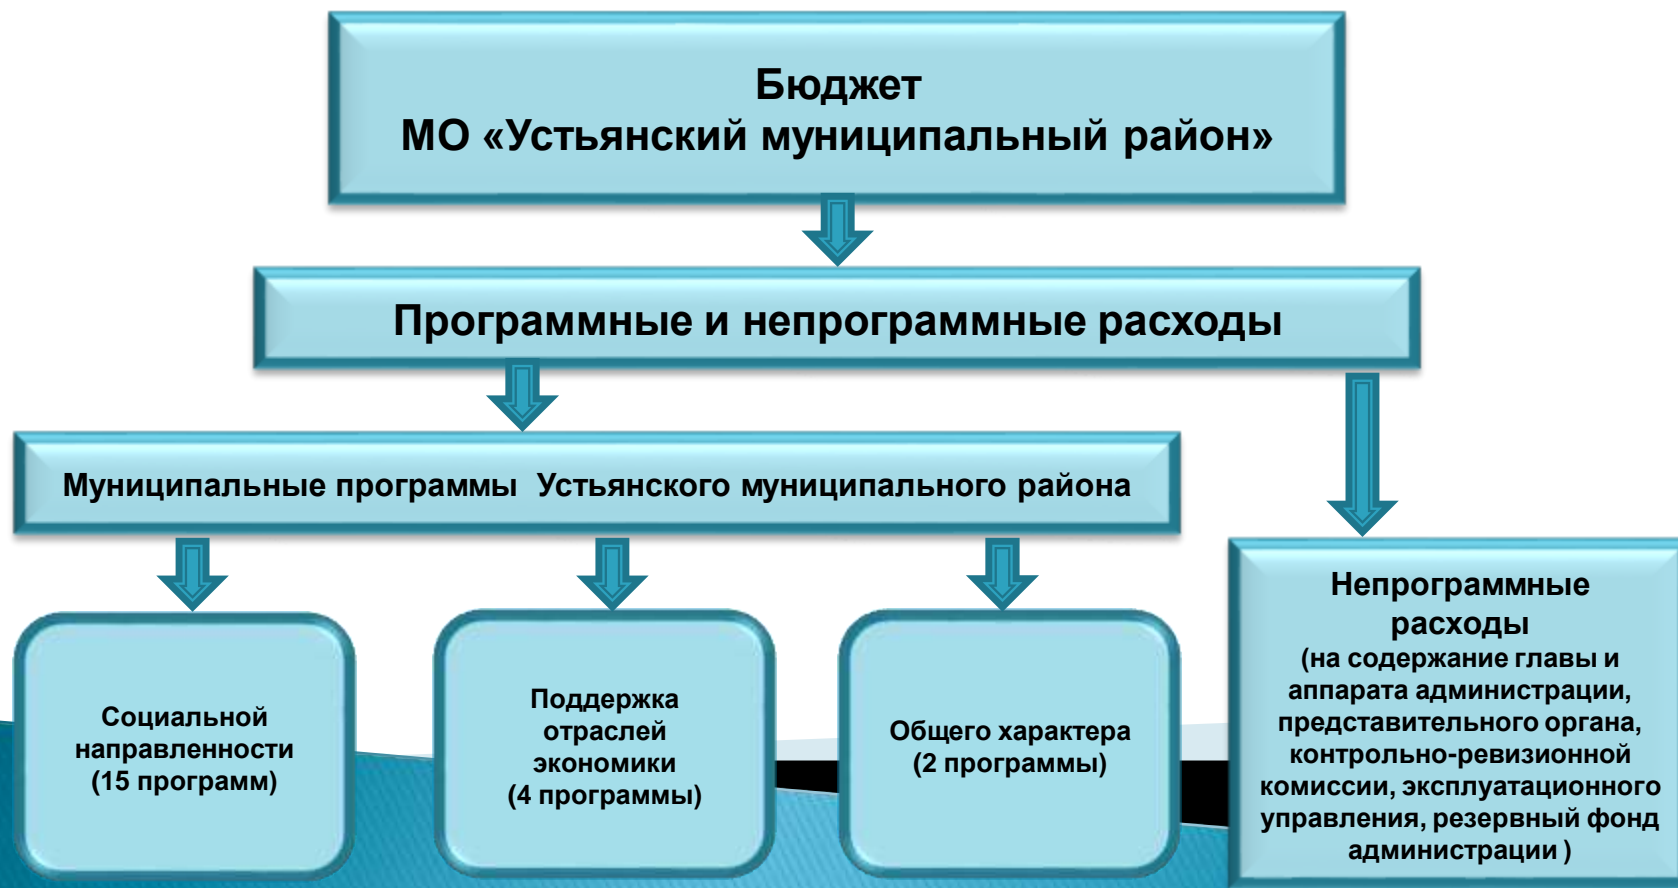 Бюджет
МО «Устьянский муниципальный район»
Программные и непрограммные расходы
Муниципальные программы Устьянского муниципального района
Социальной
направленности
(15 программ)
Поддержка
отраслей
экономики
(4 программы)
Общего характера
(2 программы)
Непрограммные
расходы
(на содержание главы и
аппарата администрации,
представительного органа,
контрольно-ревизионной
комиссии, эксплуатационного
управления, резервный фонд
администрации )